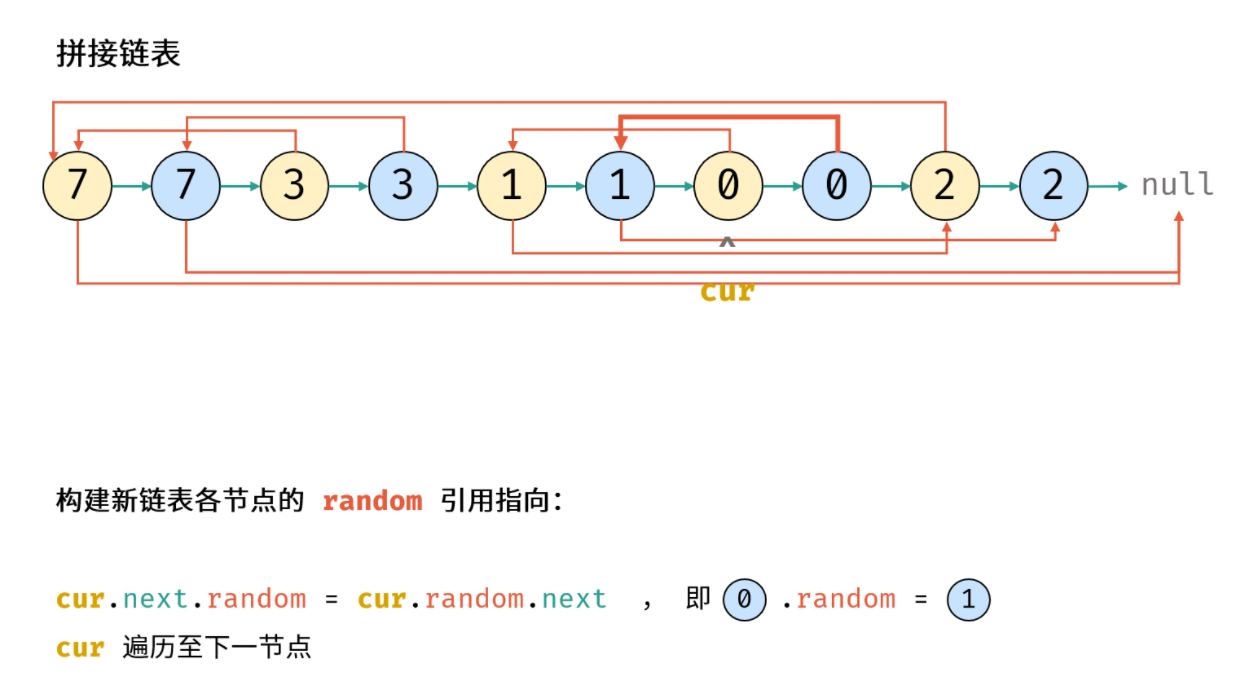 拼接链表
7 7 3 3 1 1 0 0 2 2 null
^
cur
构建新链表各节点的 random 引用指向：
cur.next.random = cur.random.next ， 即 0 .random = 1
cur 遍历至下一节点